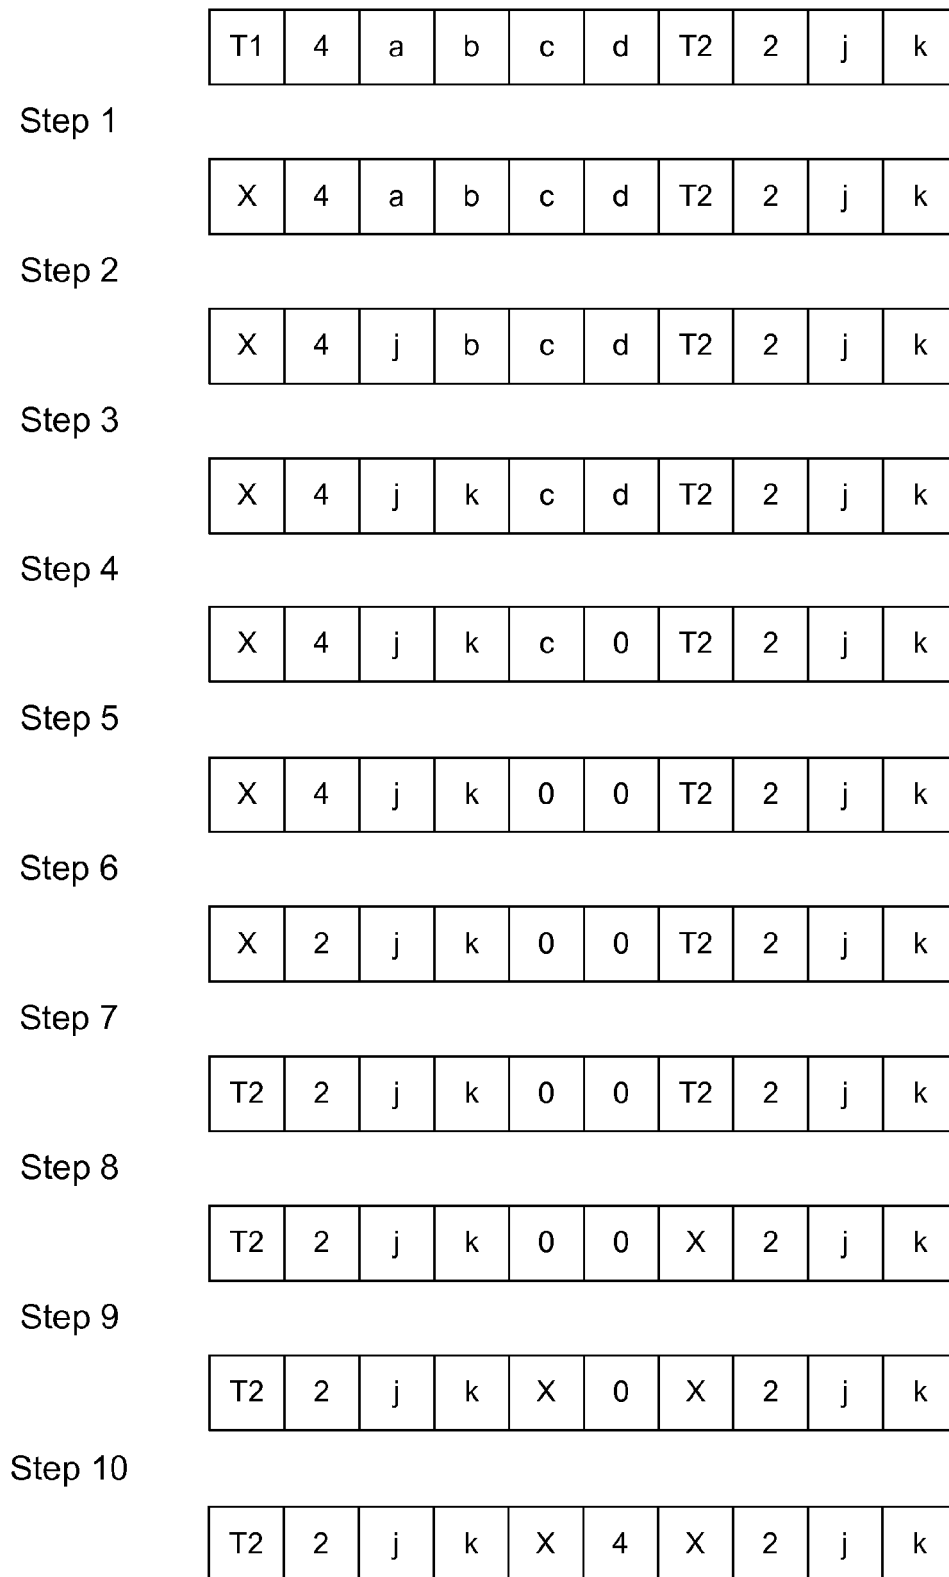 T1 4 a b c d T2 2 j k
Step 1
X 4 a b c d T2 2 j k
Step 2
X 4 j b c d T2 2 j k
Step 3
X 4 j k c d T2 2 j k
Step 4
X 4 j k c 0 T2 2 j k
Step 5
X 4 j k 0 0 T2 2 j k
Step 6
X 2 j k 0 0 T2 2 j k
Step 7
T2 2 j k 0 0 T2 2 j k
Step 8
T2 2 j k 0 0 X 2 j k
Step 9
T2 2 j k X 0 X 2 j k
Step 10
T2 2 j k X 4 X 2 j k